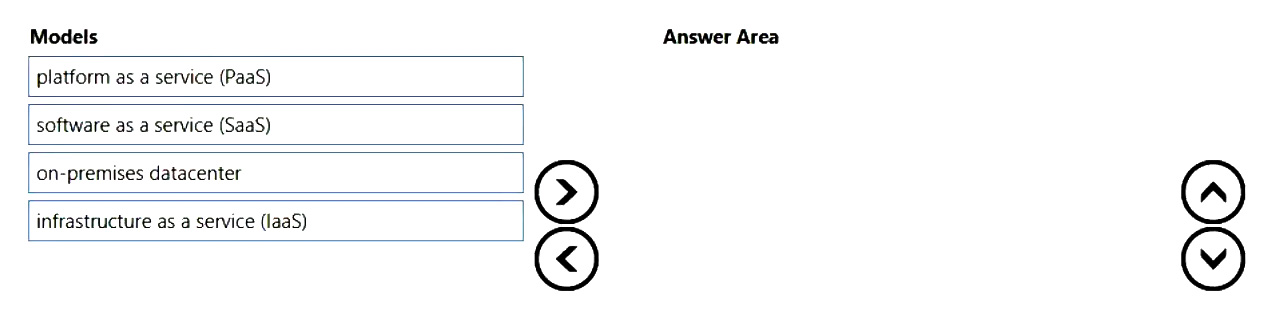 Models
platform as a service (PaaS)
software as a service (SaaS)
on-premises datacenter
infrastructure as a service (IaaS)
Answer Area